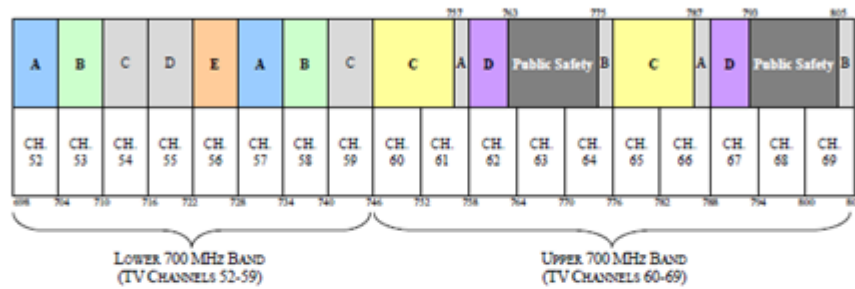 757 763 775 787 793 805
A B C D E A B C C A D Public Safety B C A D Public Safety B
CH. 52 CH. 53 CH. 54 CH. 55 CH. 56 CH. 57 CH. 58 CH. 59 CH. 60 CH. 61 CH. 62 CH. 63 CH. 64 CH. 65 CH. 66 CH. 67 CH. 68 CH. 69
698 704 710 716 722 728 734 740 746 752 758 764 770 776 782 788 794 800
LOWER 700 MHZ BAND
(TV CHANNELS 52-59)
UPPER 700 MHZ BAND
(TV CHANNELS 60-69)